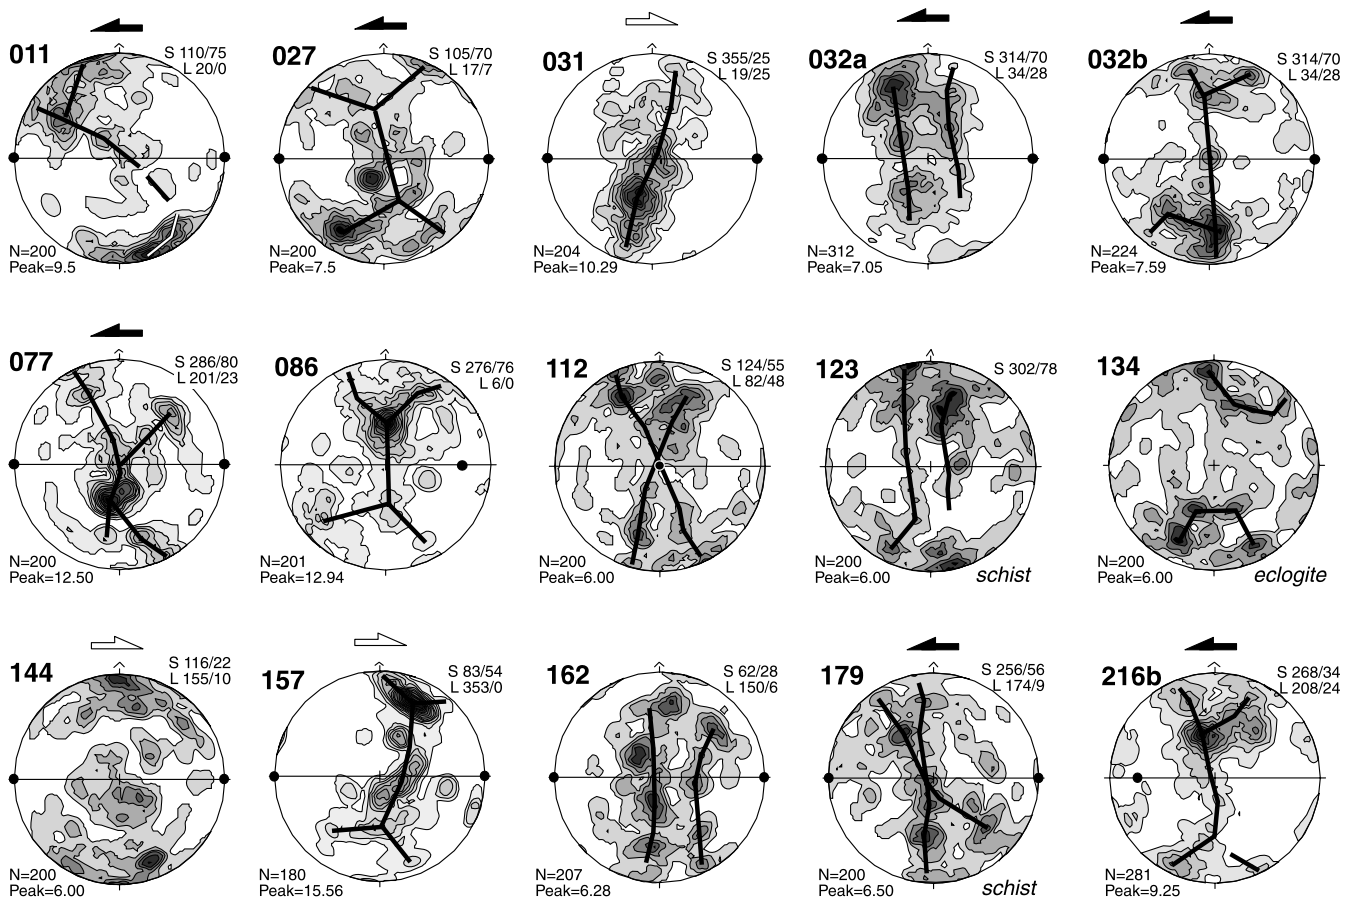 011
S 110/75
L 20/0
N=200
Peak=9.5
027
S 105/70
L 17/7
N=200
Peak=7.5
031
S 355/25
L 19/25
N=204
Peak=10.29
032a
S 314/70
L 34/28
N=312
Peak=7.05
032b
S 314/70
L 34/28
N=224
Peak=7.59
077
S 286/80
L 201/23
N=200
Peak=12.50
086
S 276/76
L 6/0
N=201
Peak=12.94
112
S 124/55
L 82/48
N=200
Peak=6.00
123
S 302/78
N=200
Peak=6.00
schist
134
N=200
Peak=6.00
eclogite
144
S 116/22
L 155/10
N=200
Peak=6.00
157
S 83/54
L 353/0
N=180
Peak=15.56
162
S 62/28
L 150/6
N=207
Peak=6.28
179
S 256/56
L 174/9
N=200
Peak=6.50
schist
216b
S 268/34
L 208/24
N=281
Peak=9.25